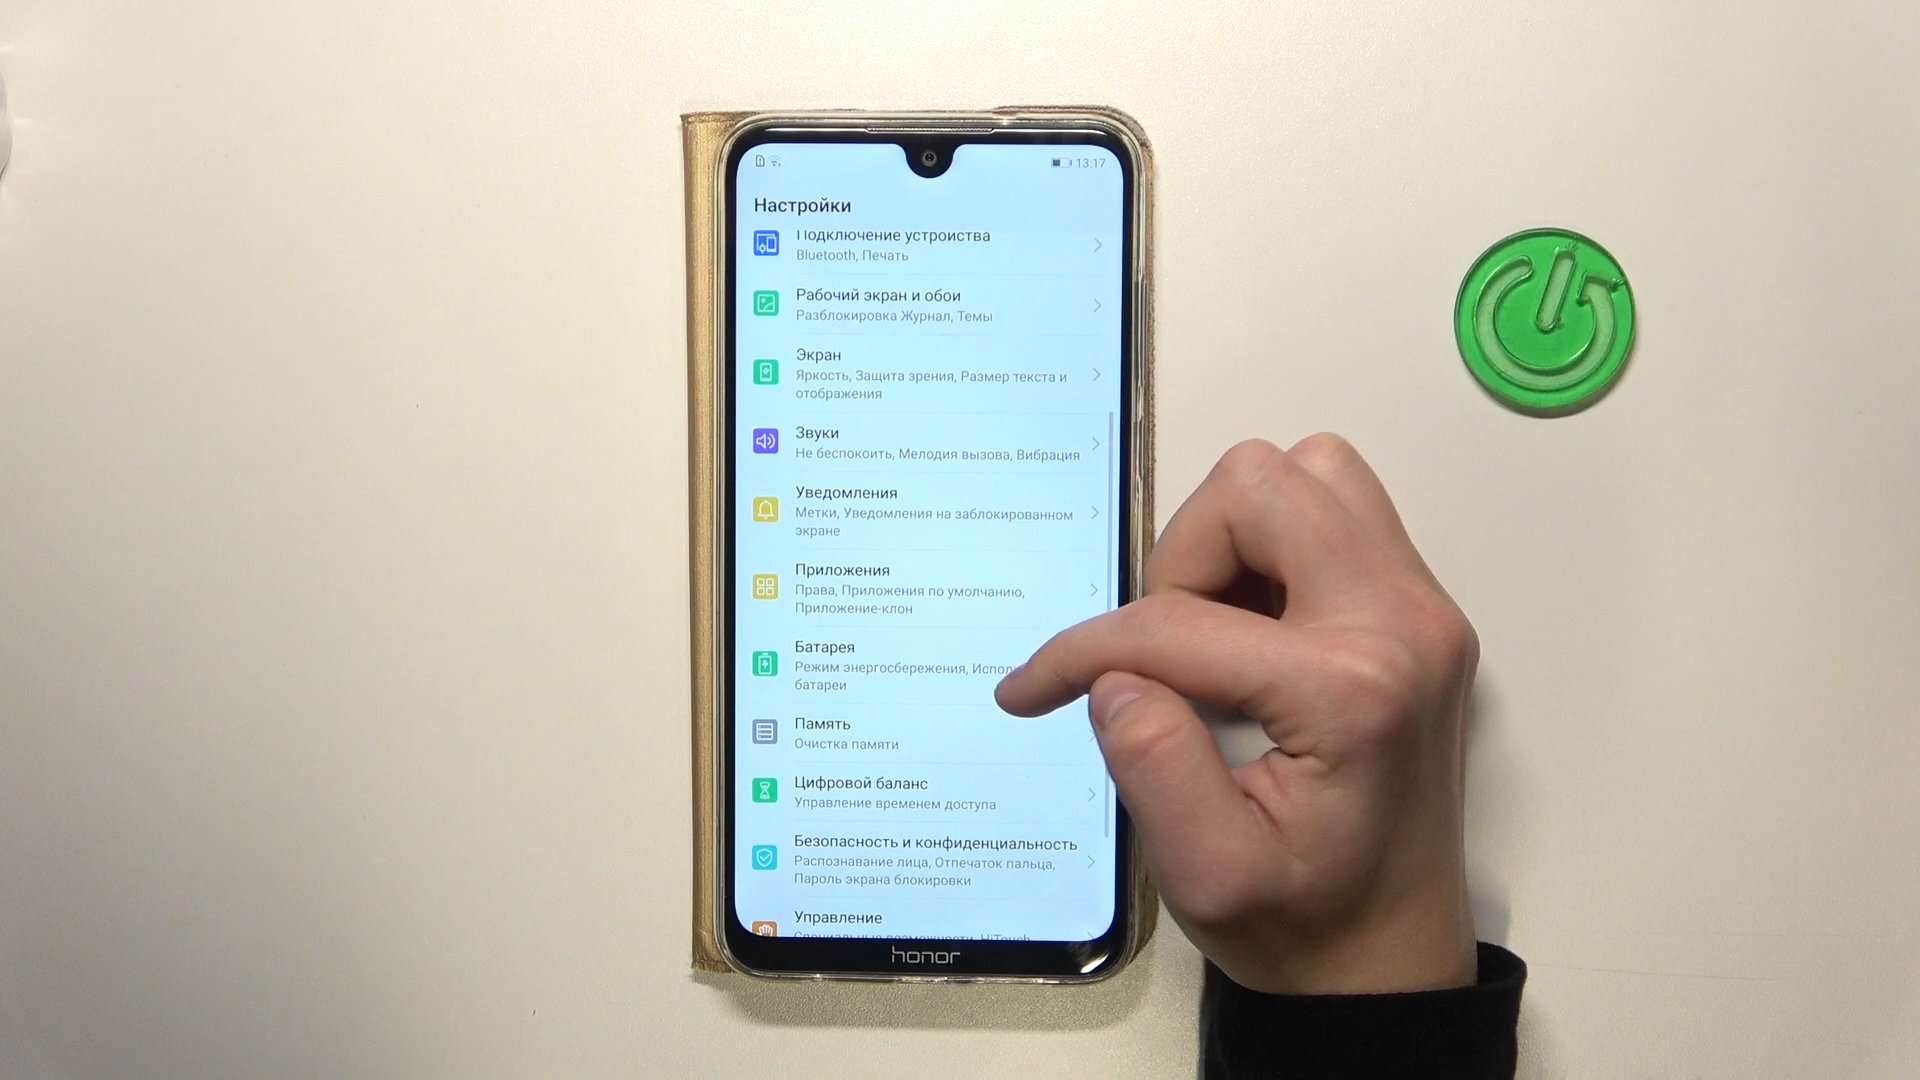 13:17
Настройки
Подключение устройства
Bluetooth, Печать
Рабочий экран и обои
Разблокировка Журнал, Темы
Экран
Яркость, Защита зрения, Размер текста и
отображения
Звуки
Не беспокоить, Мелодия вызова, Вибрация
Уведомления
Метки, Уведомления на заблокированном
экране
Приложения
Права, Приложения по умолчанию,
Приложение-клон
Батарея
Режим энергосбережения,
батареи
Память
Очистка памяти
Цифровой баланс
Управление временем доступа
Безопасность и конфиденциальность
Распознавание лица, Отпечаток пальца,
Пароль экрана блокировки
Управление
Специальные возможности, HiTouch
honor